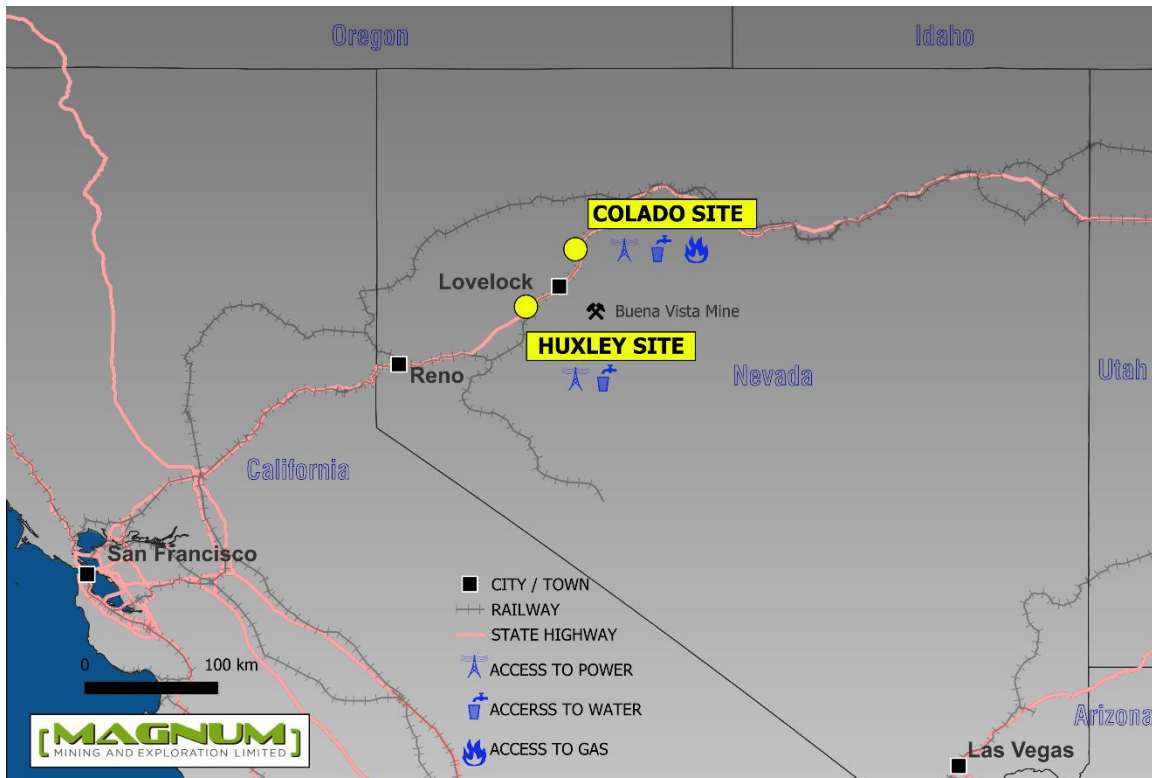 Oregon
Idaho
COLADO SITE
Lovelock
Buena Vista Mine
HUXLEY SITE
Reno
Nevada
Utah
California
San Francisco
CITY / TOWN
RAILWAY
STATE HIGHWAY
0 100 km
ACCESS TO POWER
ACCERSS TO WATER
Arizona
[MAGNUM]
MINING AND EXPLORATION LIMITED
ACCESS TO GAS
Las Vegas